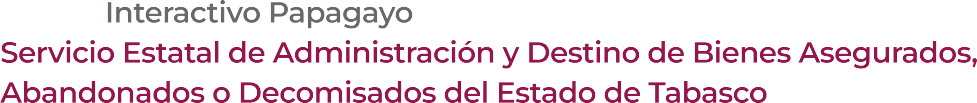 Interactivo Papagayo
Servicio Estatal de Administración y Destino de Bienes Asegurados,
Abandonados o Decomisados del Estado de Tabasco